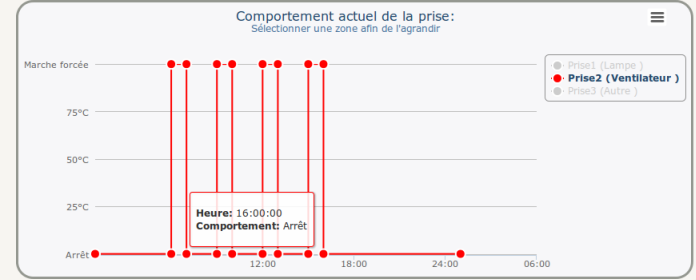 Comportement actuel de la prise:
Sélectionner une zone afin de l'agrandir
Marche forcée
75°C
50°C
25°C
Arrêt
Prise1 (Lampe )
Prise2 (Ventilateur )
Prise3 (Autre )
Heure: 16:00:00
Comportement: Arrêt
12:00
18:00
24:00
06:00